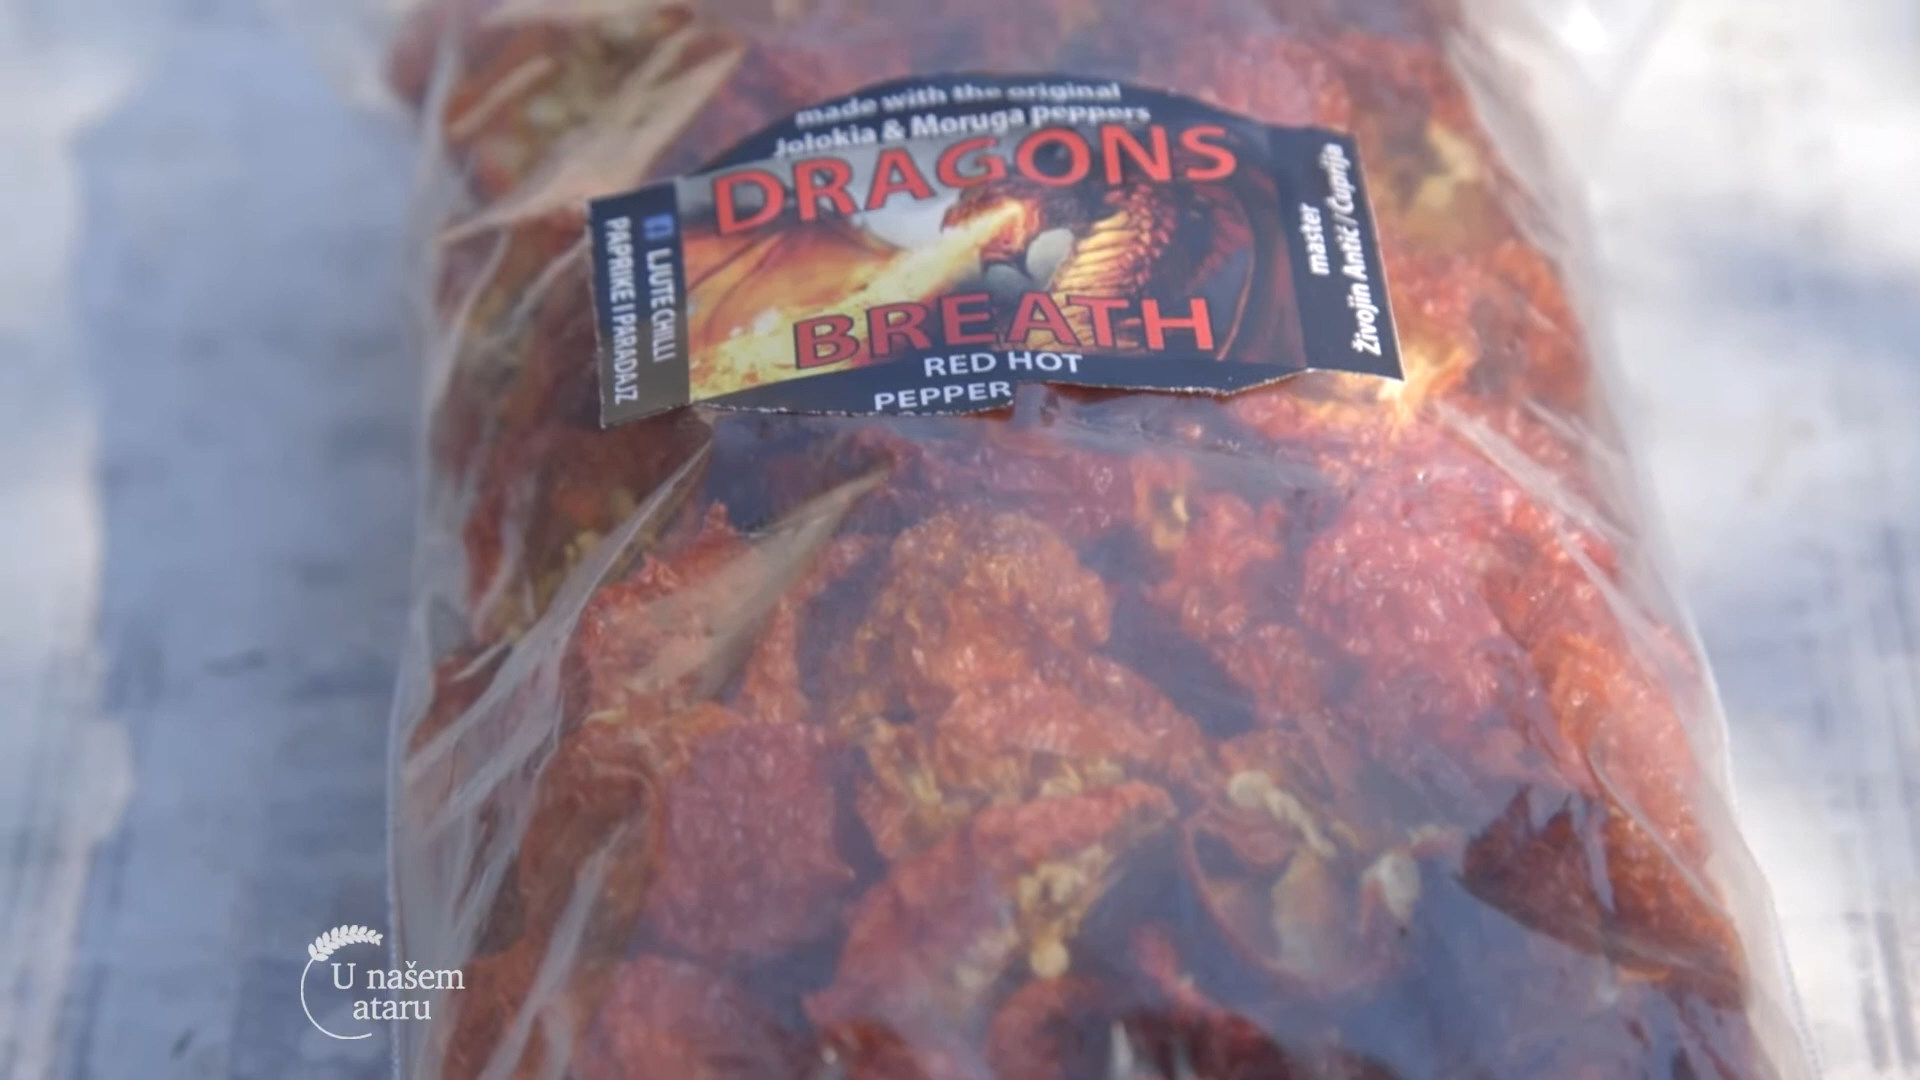 made with the original
Jolokia & Moruga peppers
DRAGONS
BREATH
RED HOT
PEPPER
LJUTE CHILLI
PAPRIKE I PARADAJZ
master
Živojin Antić / Ćuprija
U našem
ataru